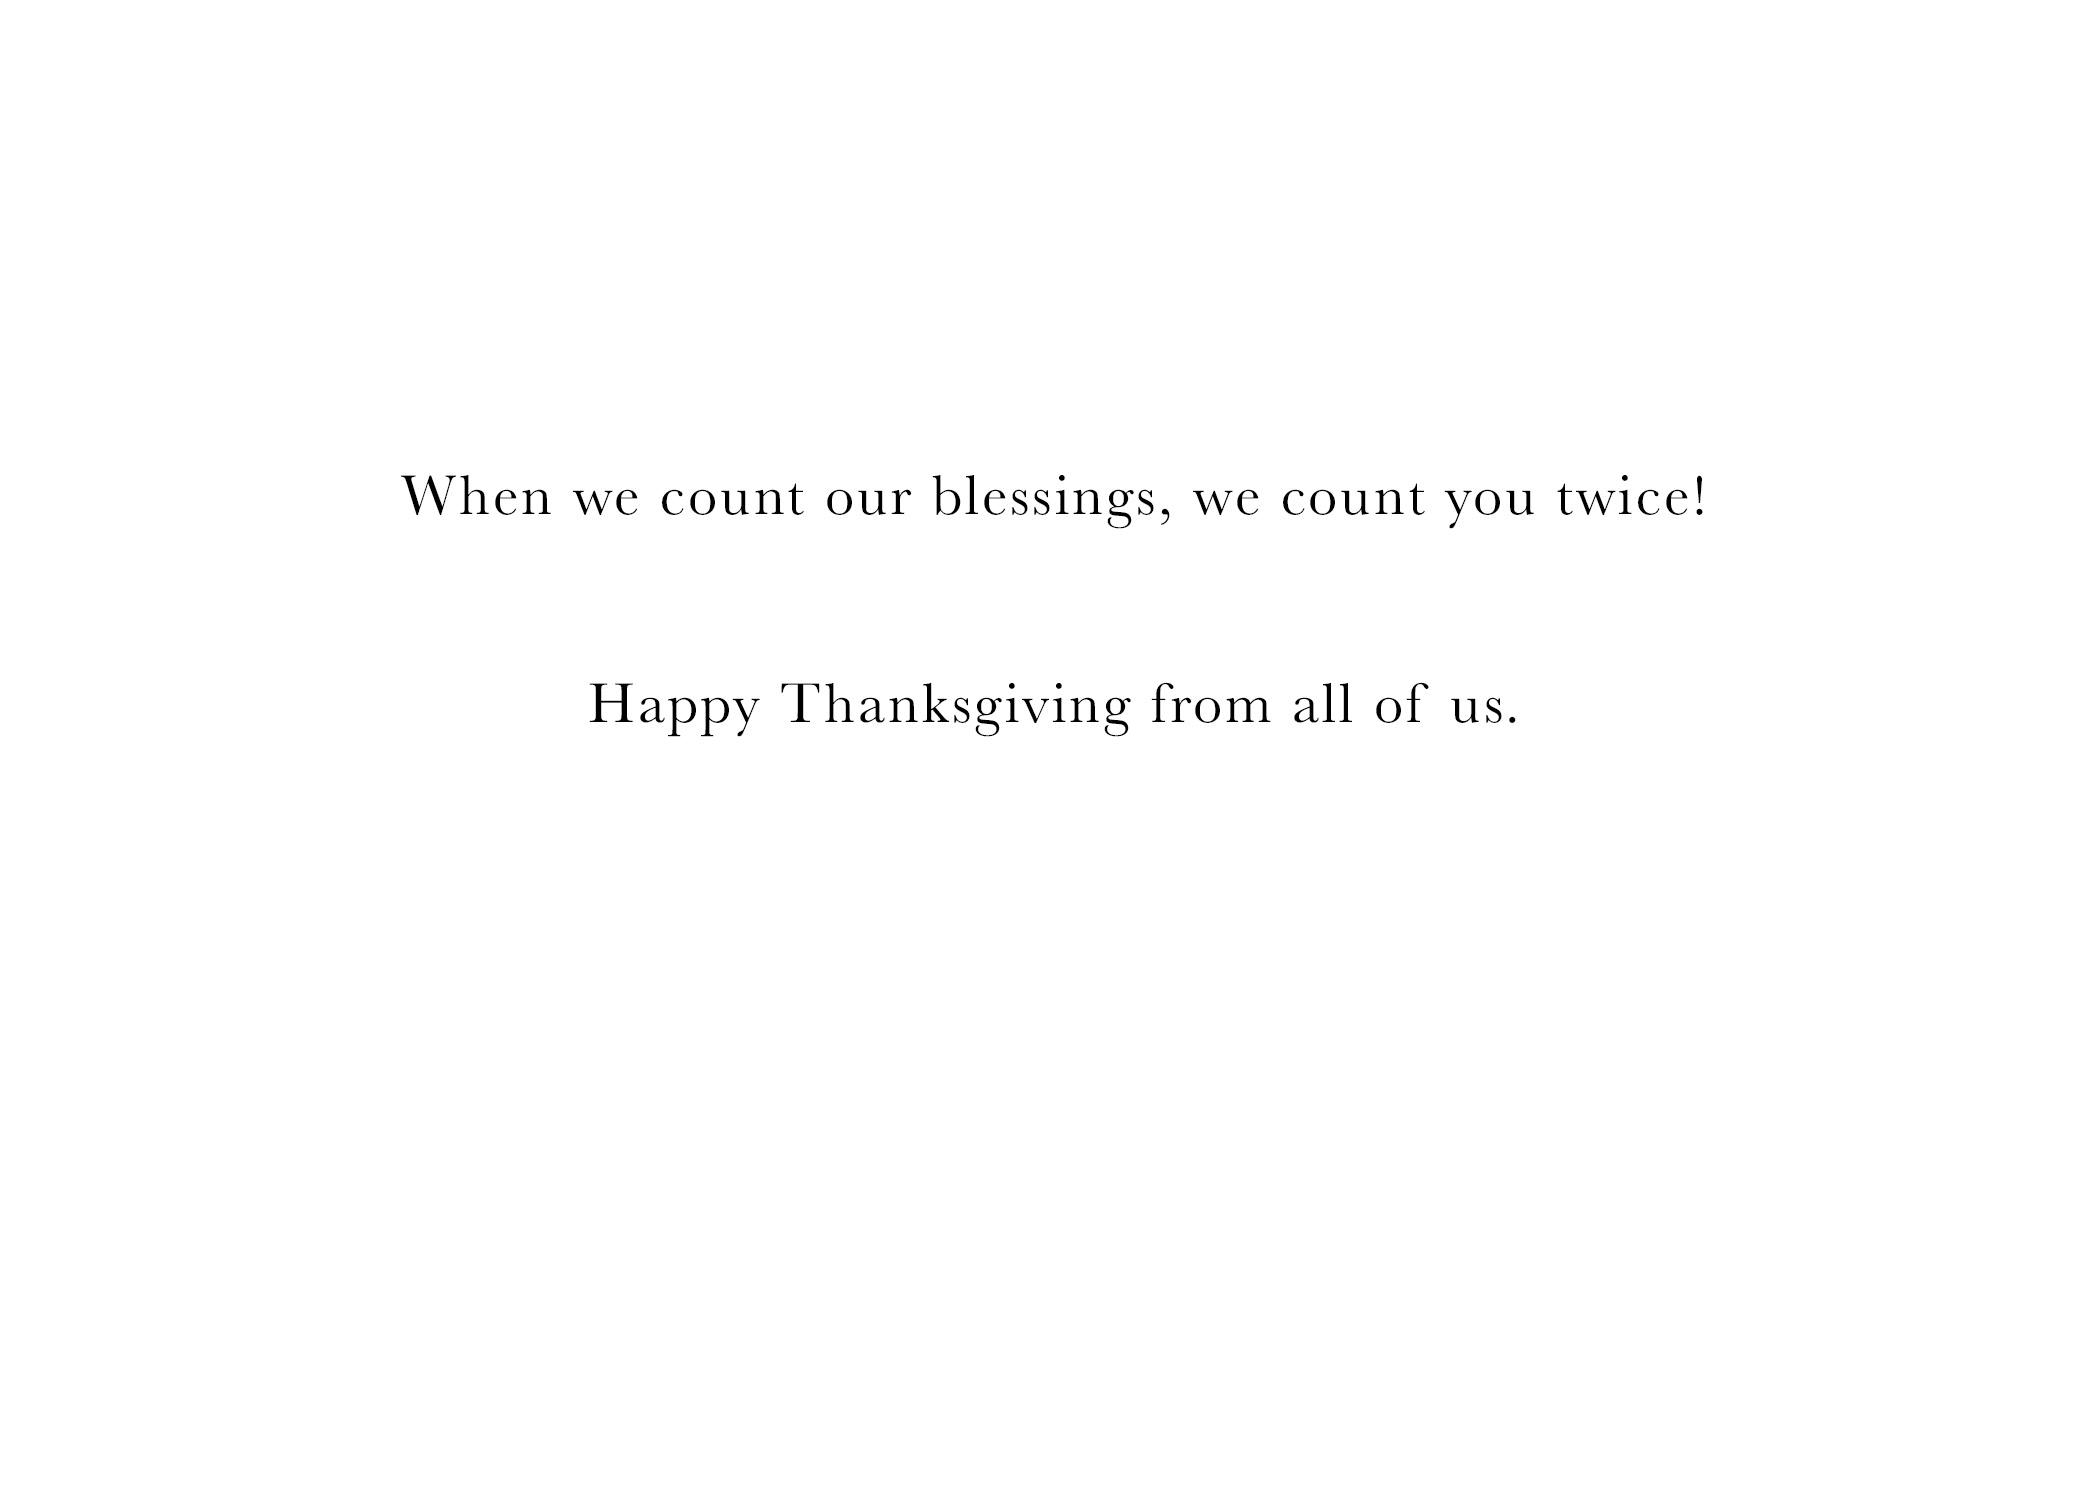 When we count our blessings, we count you twice!
Happy Thanksgiving from all of us.